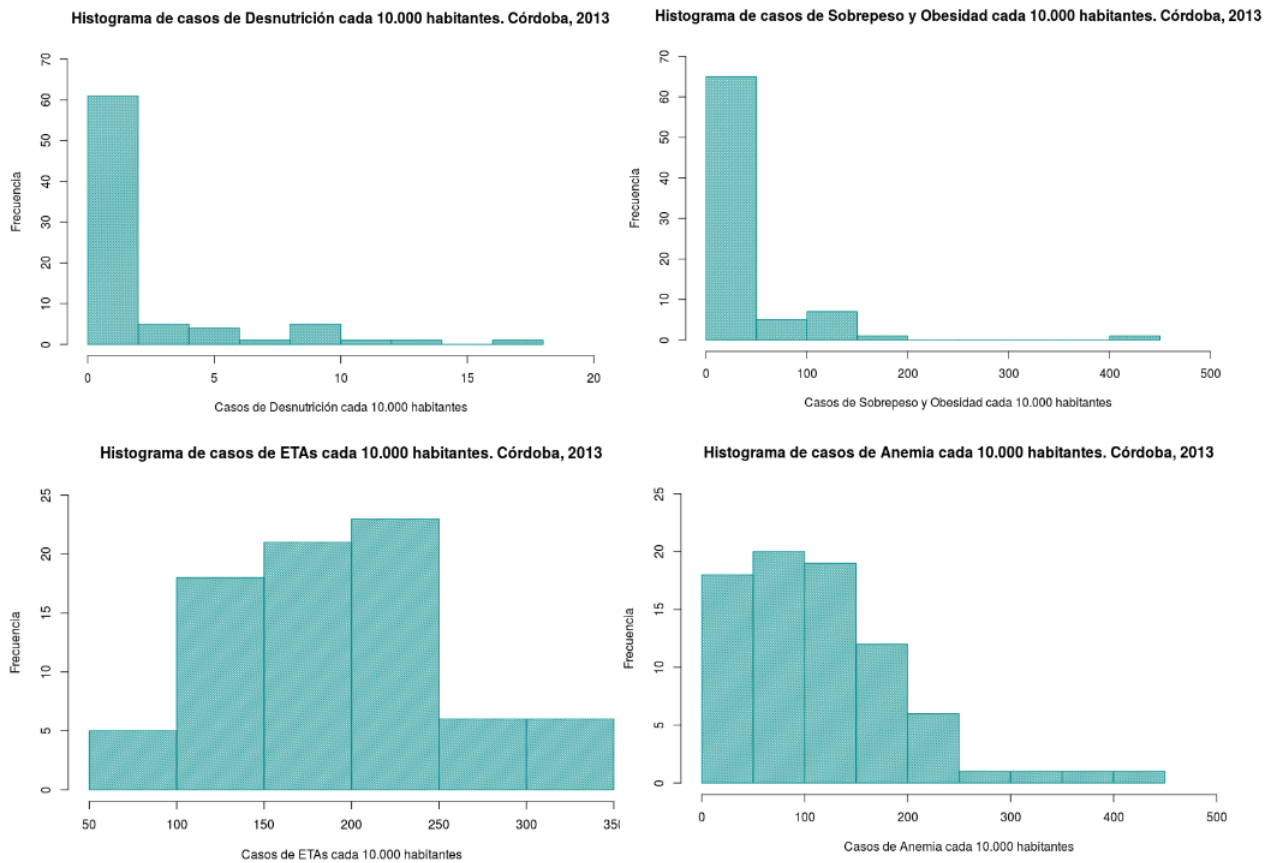 Histograma de casos de Desnutrición cada 10.000 habitantes. Córdoba, 2013
Frecuencia
70
60
50
40
30
20
10
0
0 5 10 15 20
Casos de Desnutrición cada 10.000 habitantes
Histograma de casos de Sobrepeso y Obesidad cada 10.000 habitantes. Córdoba, 2013
Frecuencia
70
60
50
40
30
20
10
0
0 100 200 300 400 500
Casos de Sobrepeso y Obesidad cada 10.000 habitantes
Histograma de casos de ETAs cada 10.000 habitantes. Córdoba, 2013
Frecuencia
25
20
15
10
5
0
50 100 150 200 250 300 350
Casos de ETAs cada 10.000 habitantes
Histograma de casos de Anemia cada 10.000 habitantes. Córdoba, 2013
Frecuencia
25
20
15
10
5
0
0 100 200 300 400 500
Casos de Anemia cada 10.000 habitantes